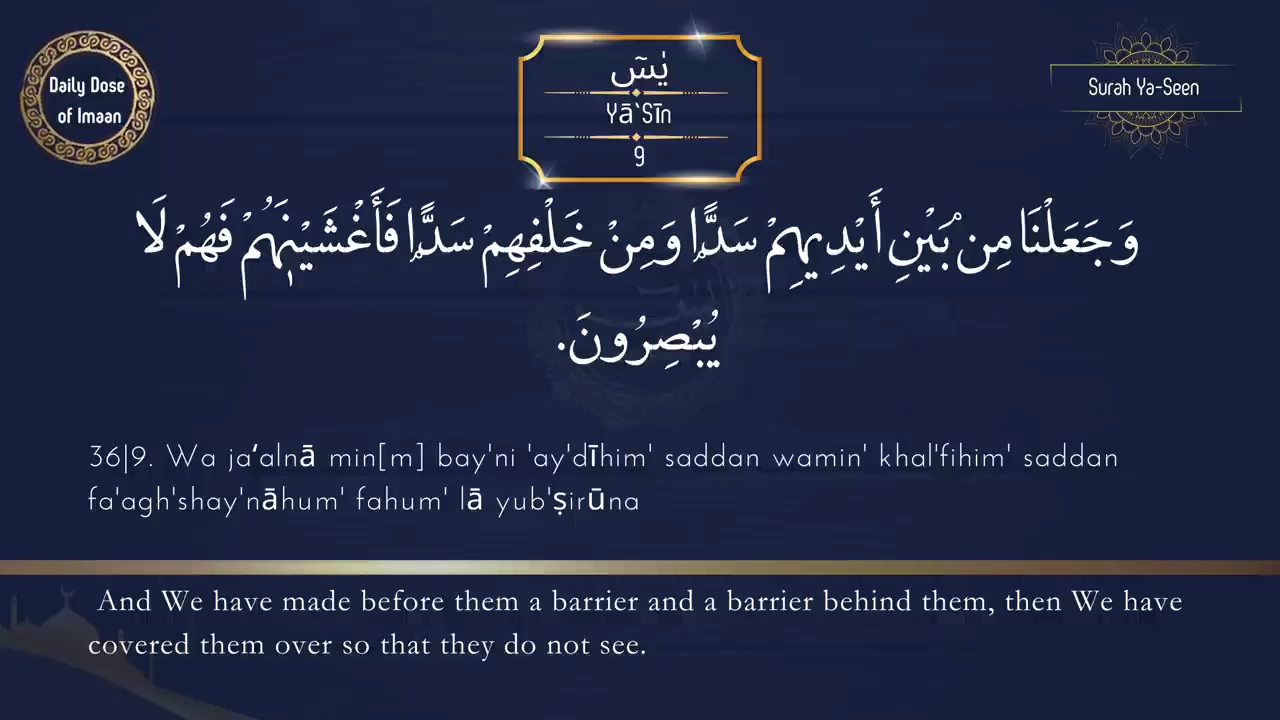 Daily Dose
of Imaan
يٰسٓ
Yā`Sīn
9
Surah Ya-Seen
وَجَعَلْنَا مِنۢ بَيْنِ أَيْدِيهِمْ سَدًّۭا وَمِنْ خَلْفِهِمْ سَدًّۭا فَأَغْشَيْنَـٰهُمْ فَهُمْ لَا
يُبْصِرُونَ.
36|9. Wa ja‘alnā min[m] bay'ni 'ay'dīhim' saddan wamin' khal'fihim' saddan
fa'agh'shay'nāhum' fahum' lā yub'ṣirūna
And We have made before them a barrier and a barrier behind them, then We have
covered them over so that they do not see.